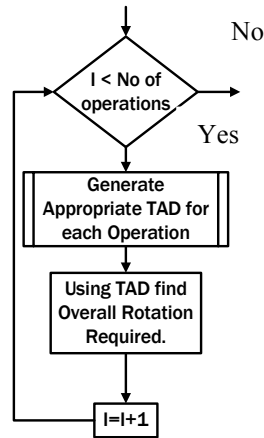 No
I < No of
operations
Yes
Generate
Appropriate TAD for
each Operation
Using TAD find
Overall Rotation
Required.
I=I+1